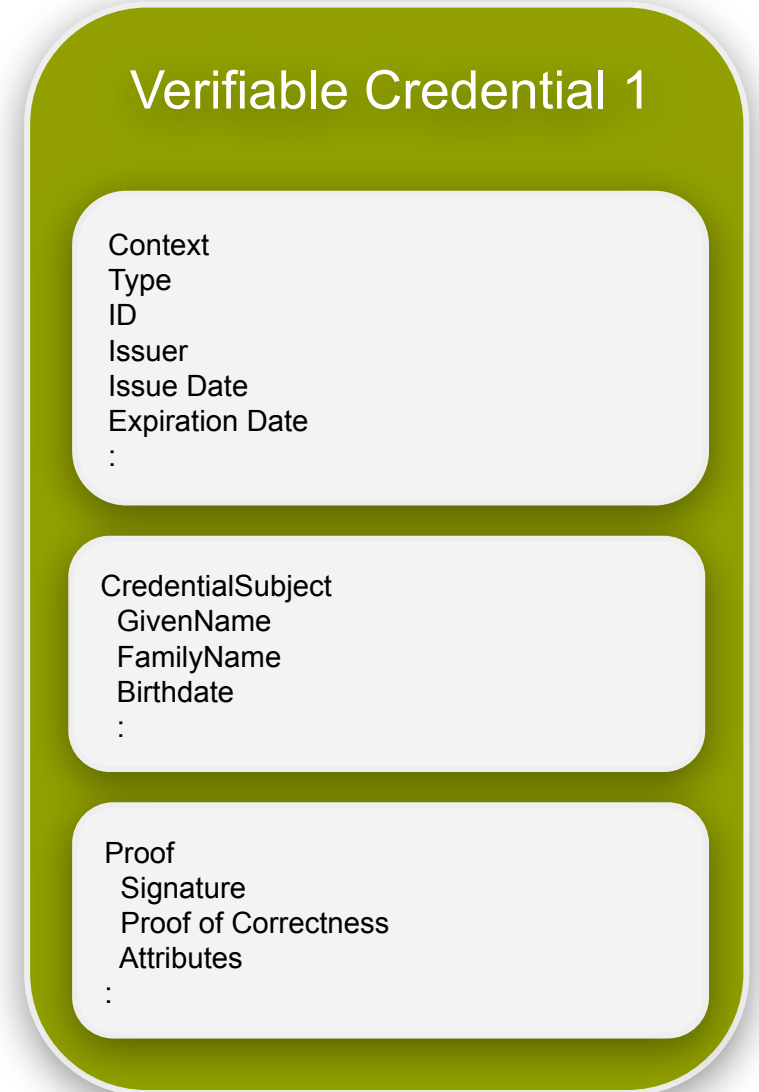 Verifiable Credential 1
Context
Type
ID
Issuer
Issue Date
Expiration Date
:
CredentialSubject
GivenName
FamilyName
Birthdate
:
Proof
Signature
Proof of Correctness
Attributes
: